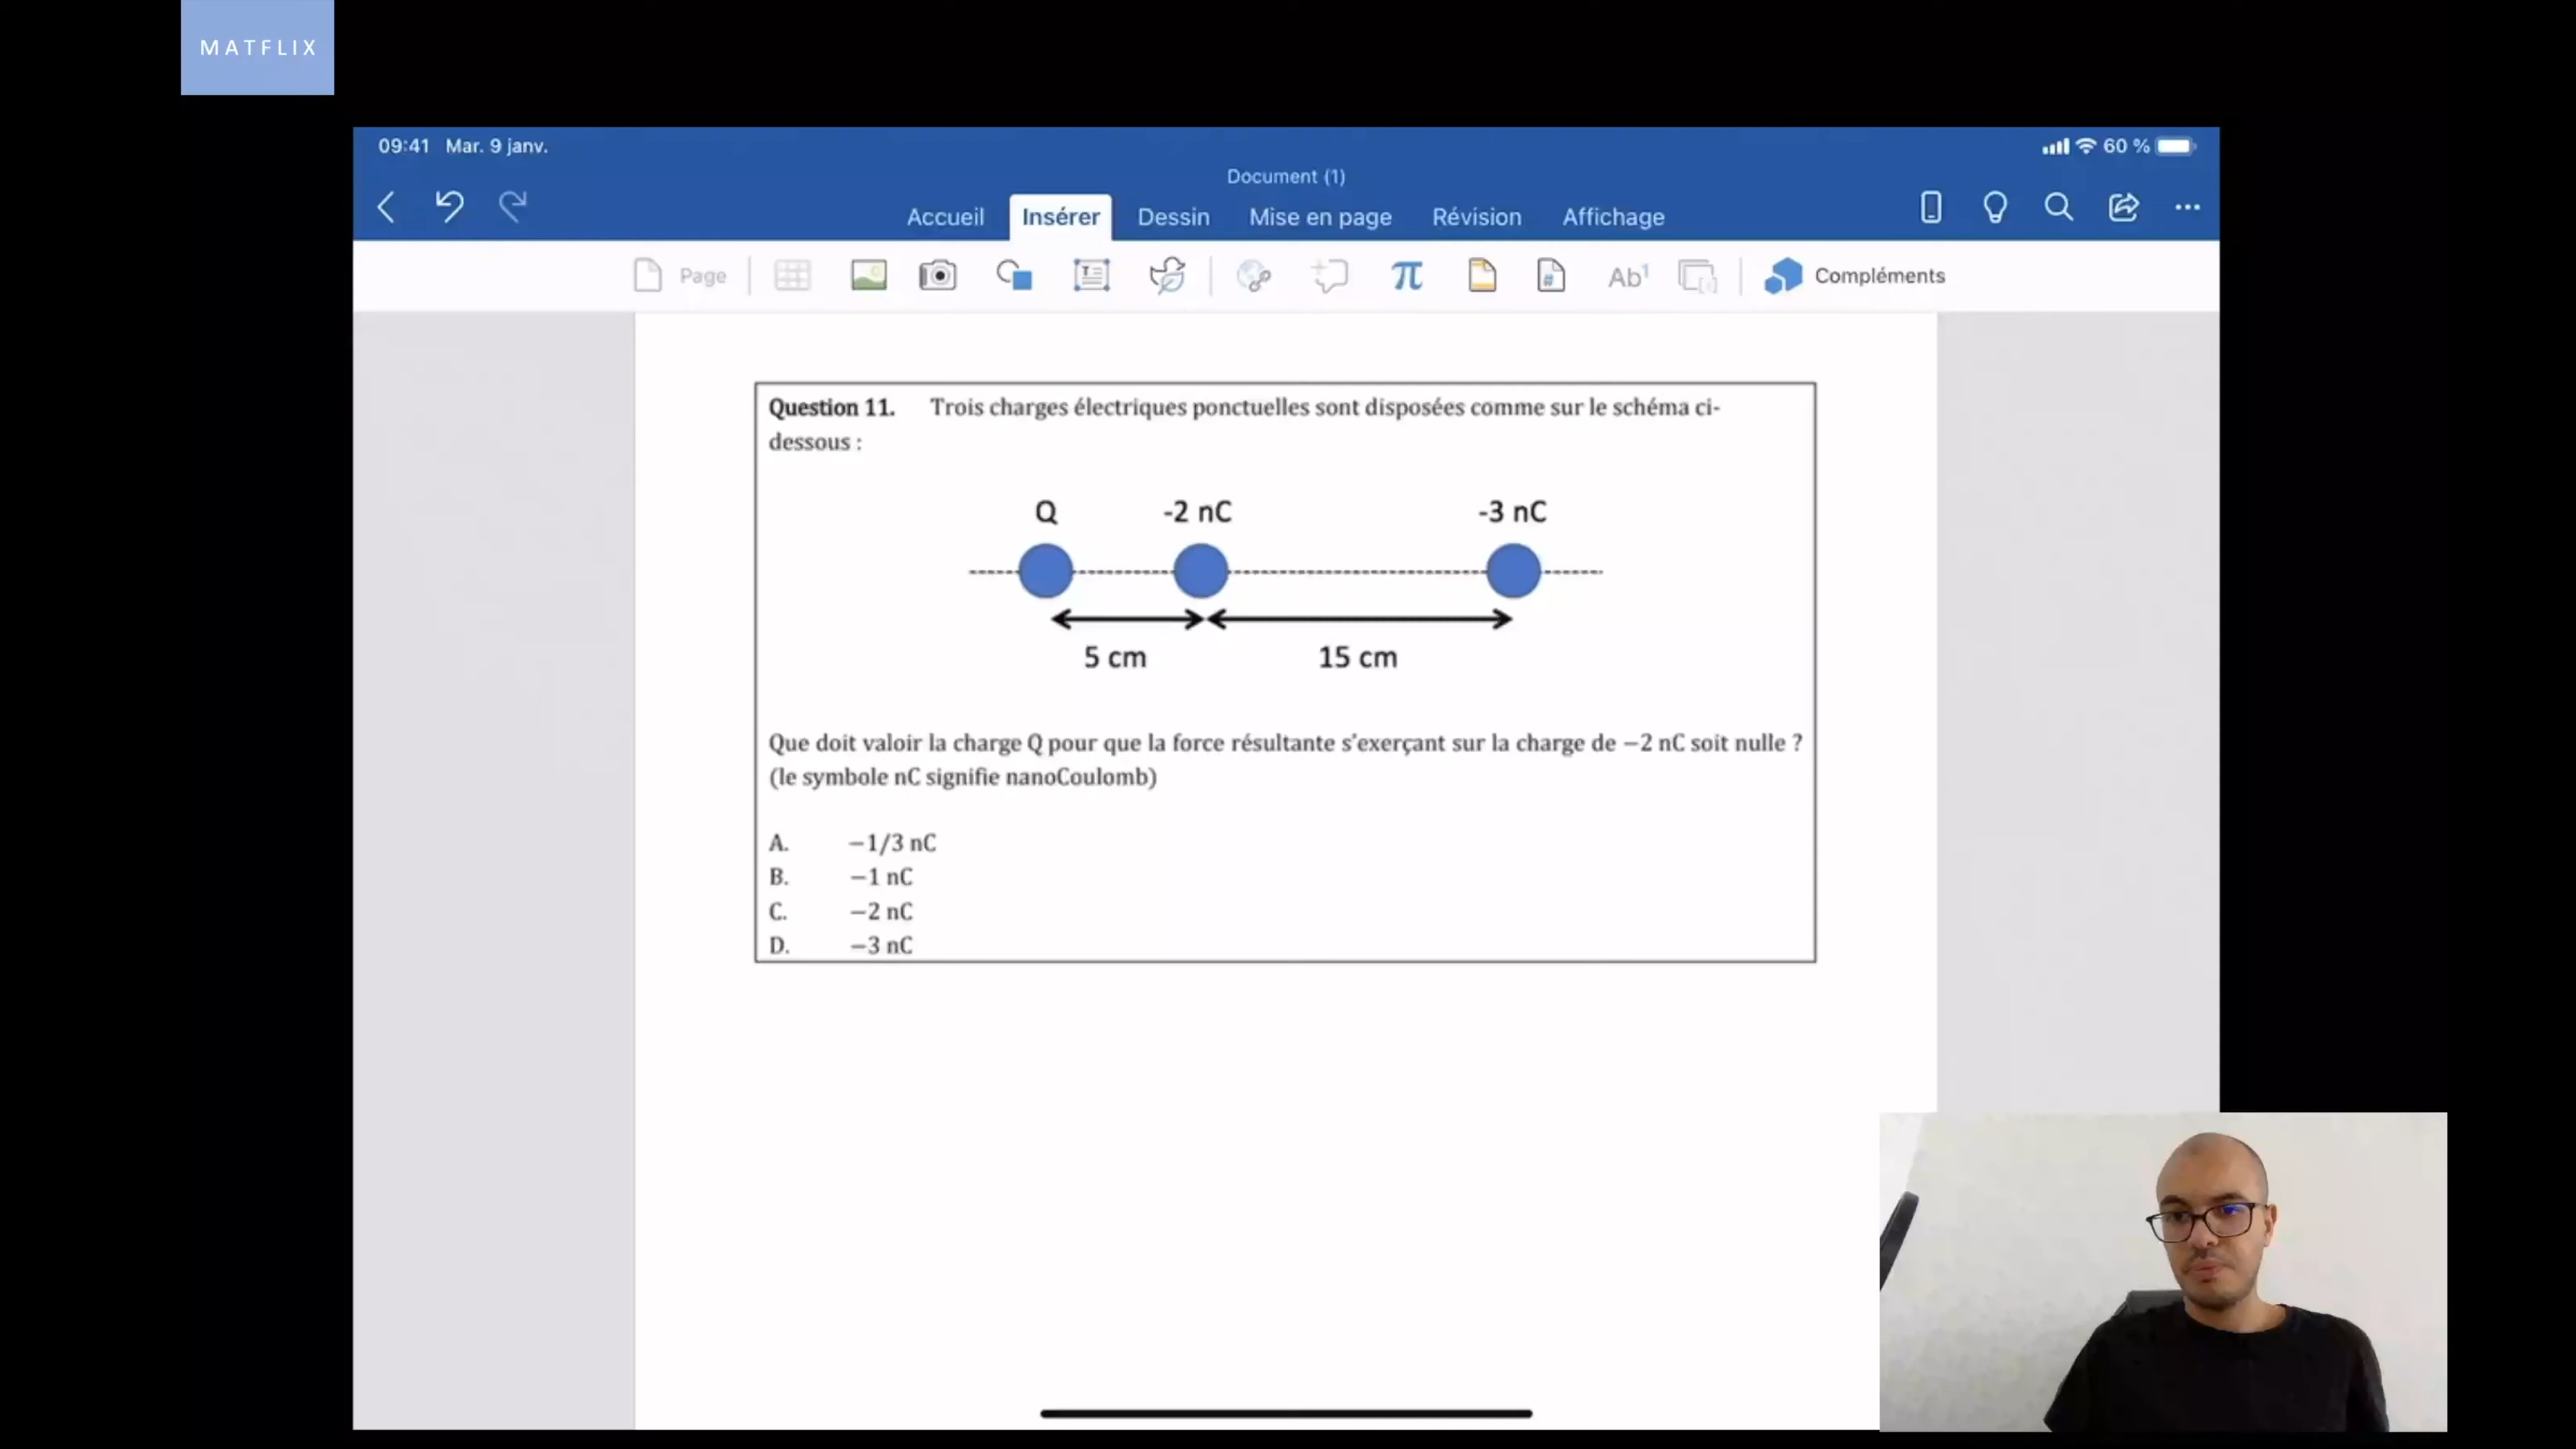 MATFLIX
09:41 Mar. 9 janv.
60 %
Document (1)
Accueil Insérer Dessin Mise en page Révision Affichage
Page
Ab¹
Compléments
Question 11. Trois charges électriques ponctuelles sont disposées comme sur le schéma ci-
dessous :
Q -2 nC -3 nC
5 cm 15 cm
Que doit valoir la charge Q pour que la force résultante s'exerçant sur la charge de −2 nC soit nulle ?
(le symbole nC signifie nanoCoulomb)
A. −1/3 nC
B. −1 nC
C. −2 nC
D. −3 nC